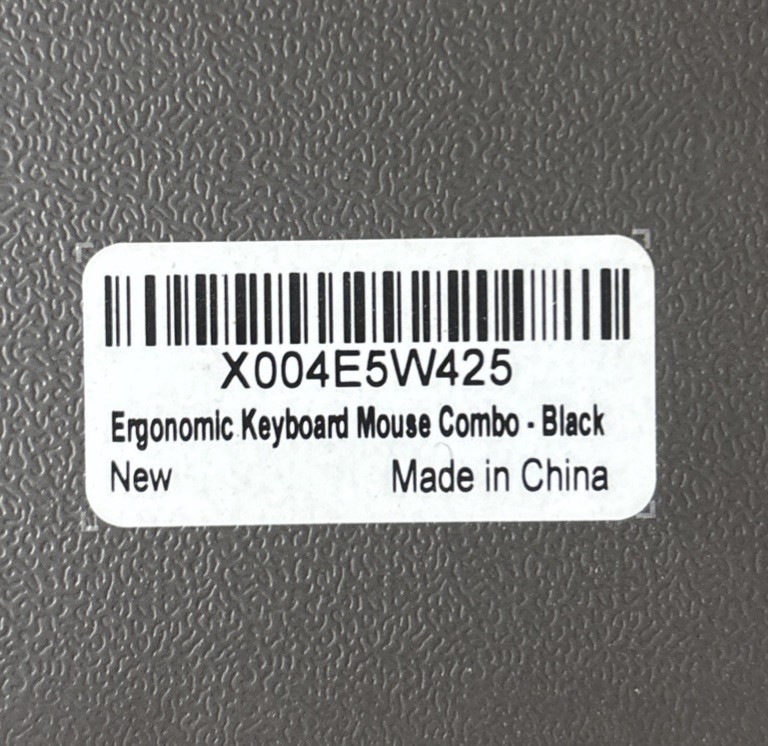 X004E5W425
Ergonomic Keyboard Mouse Combo - Black
New Made in China